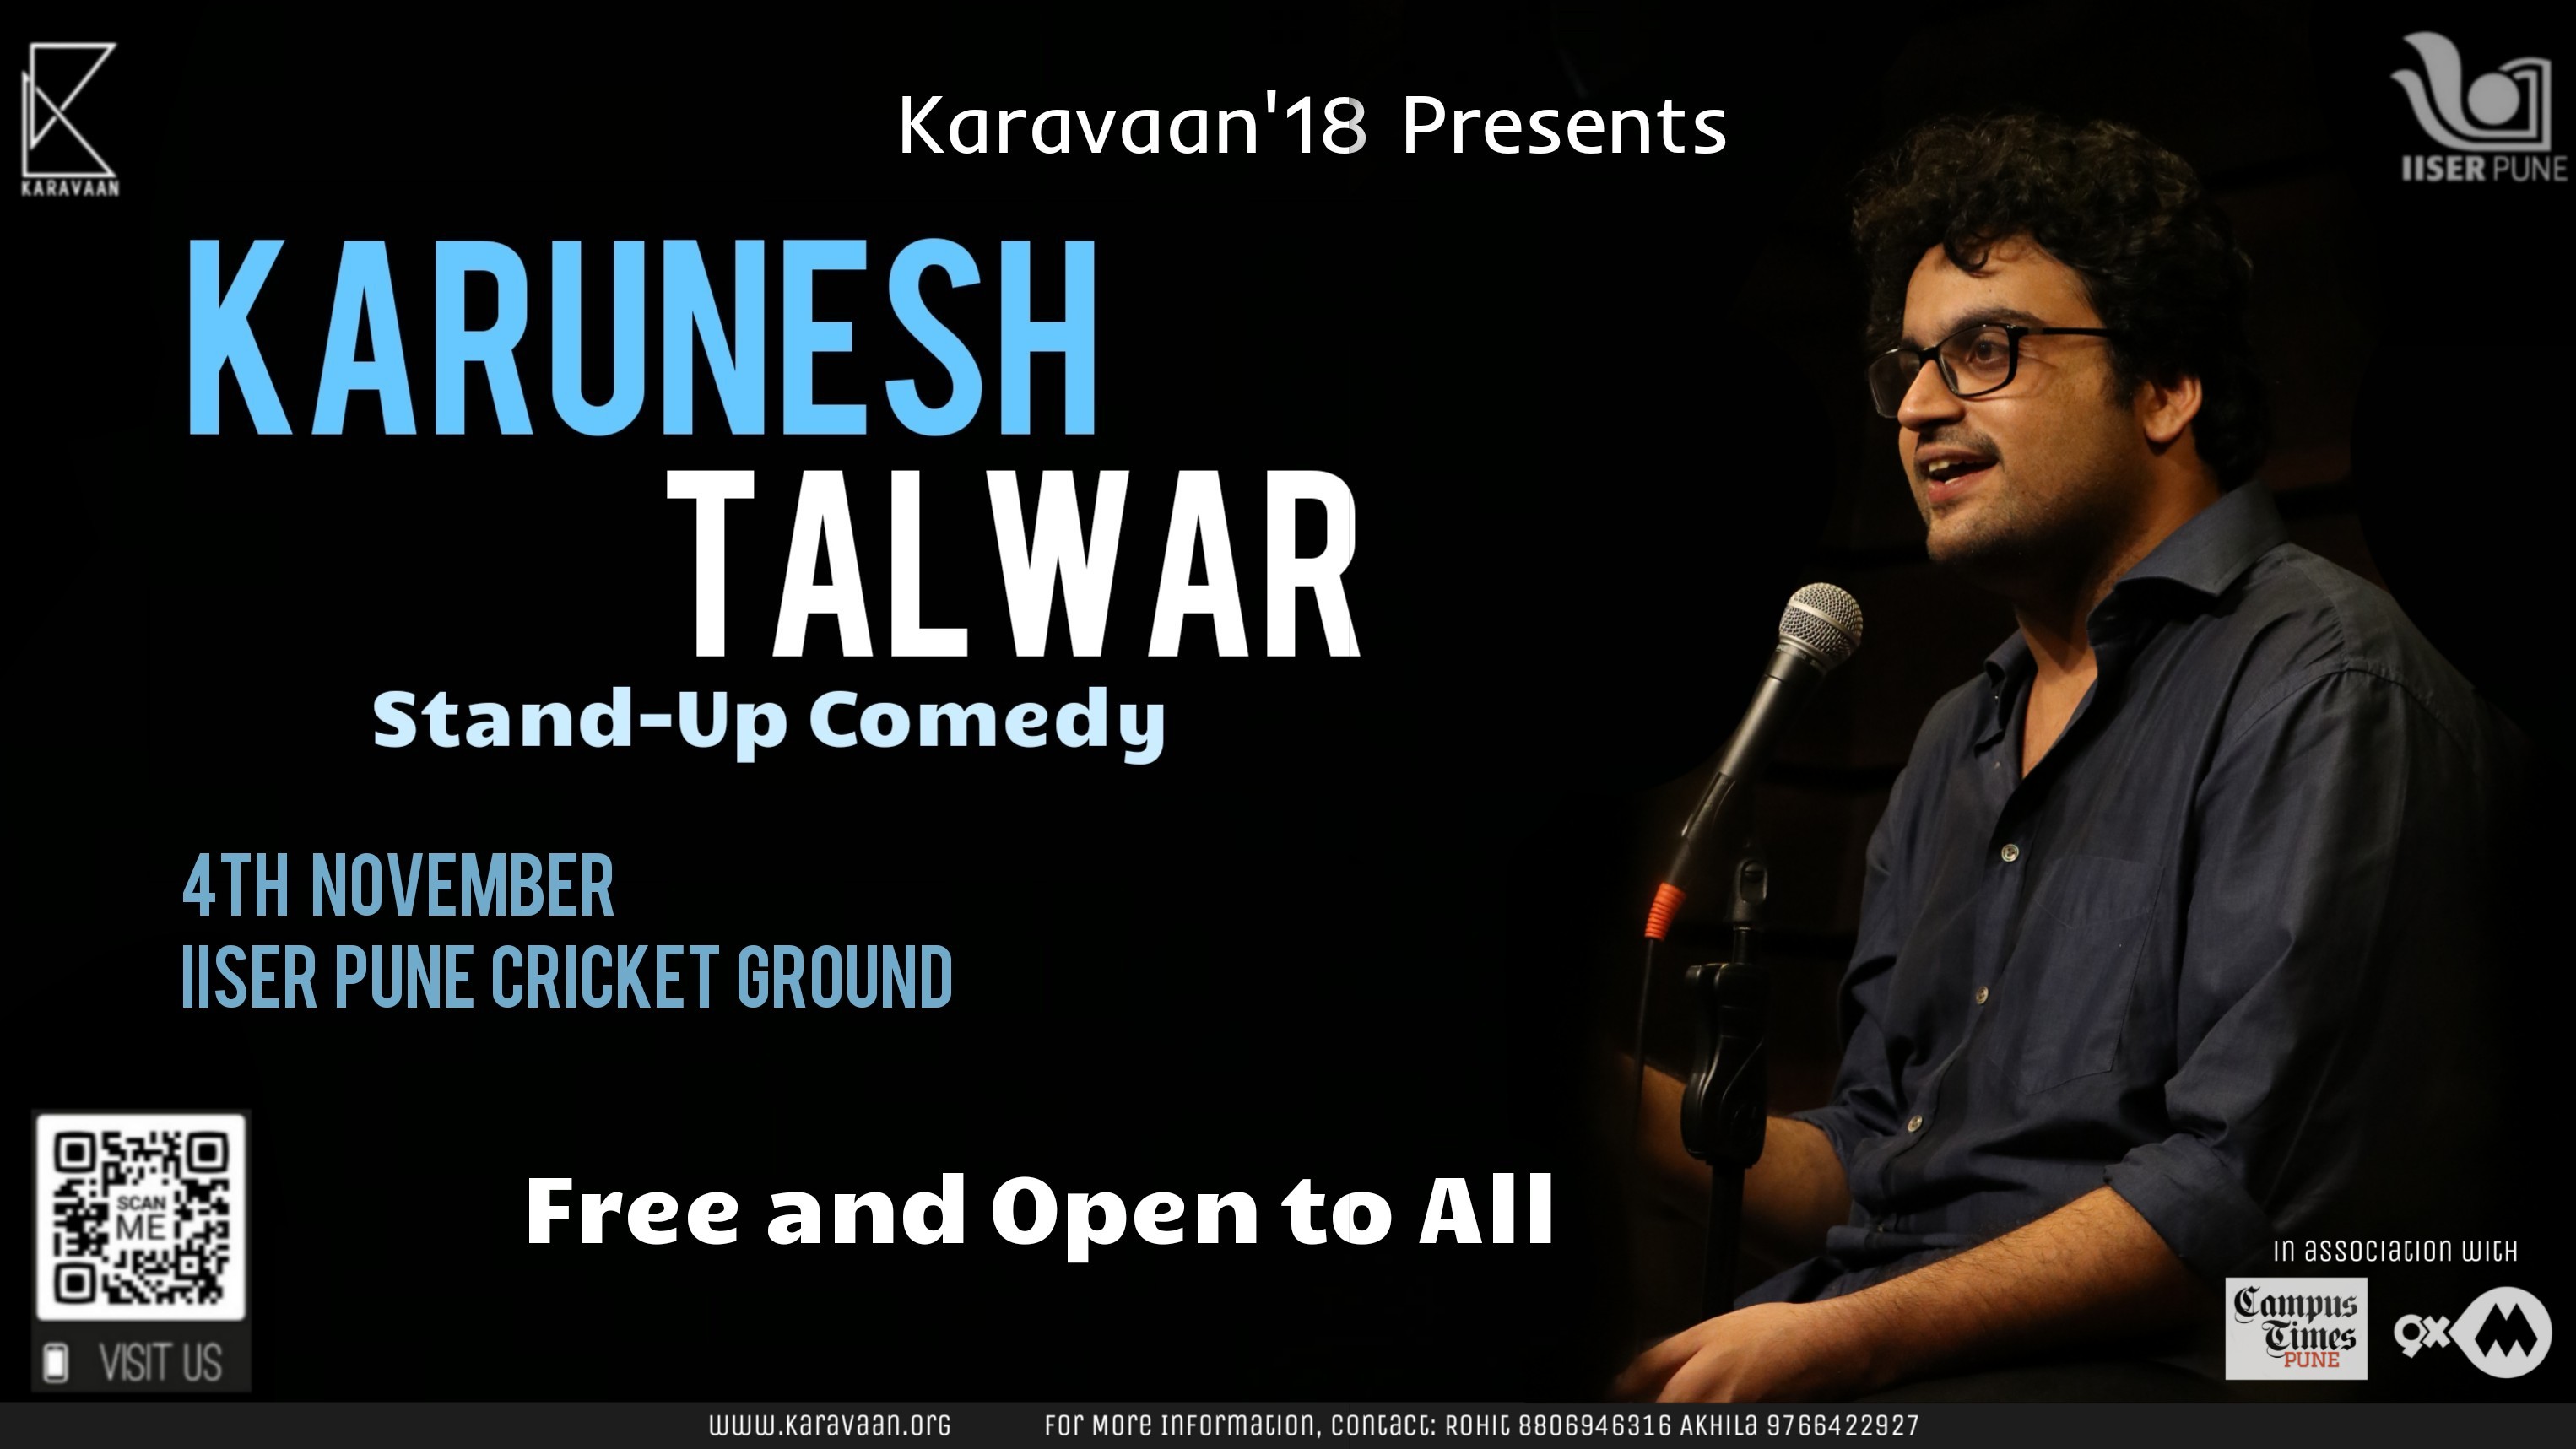 KARAVAAN
Karavaan'18 Presents
IISER PUNE
KARUNESH
TALWAR
Stand-Up Comedy
4TH NOVEMBER
IISER PUNE CRICKET GROUND
SCAN
ME
VISIT US
Free and Open to All
In association with
Campus
Times
PUNE
9X
M
www.karavaan.org For More Information, Contact: Rohit 8806946316 Akhila 9766422927